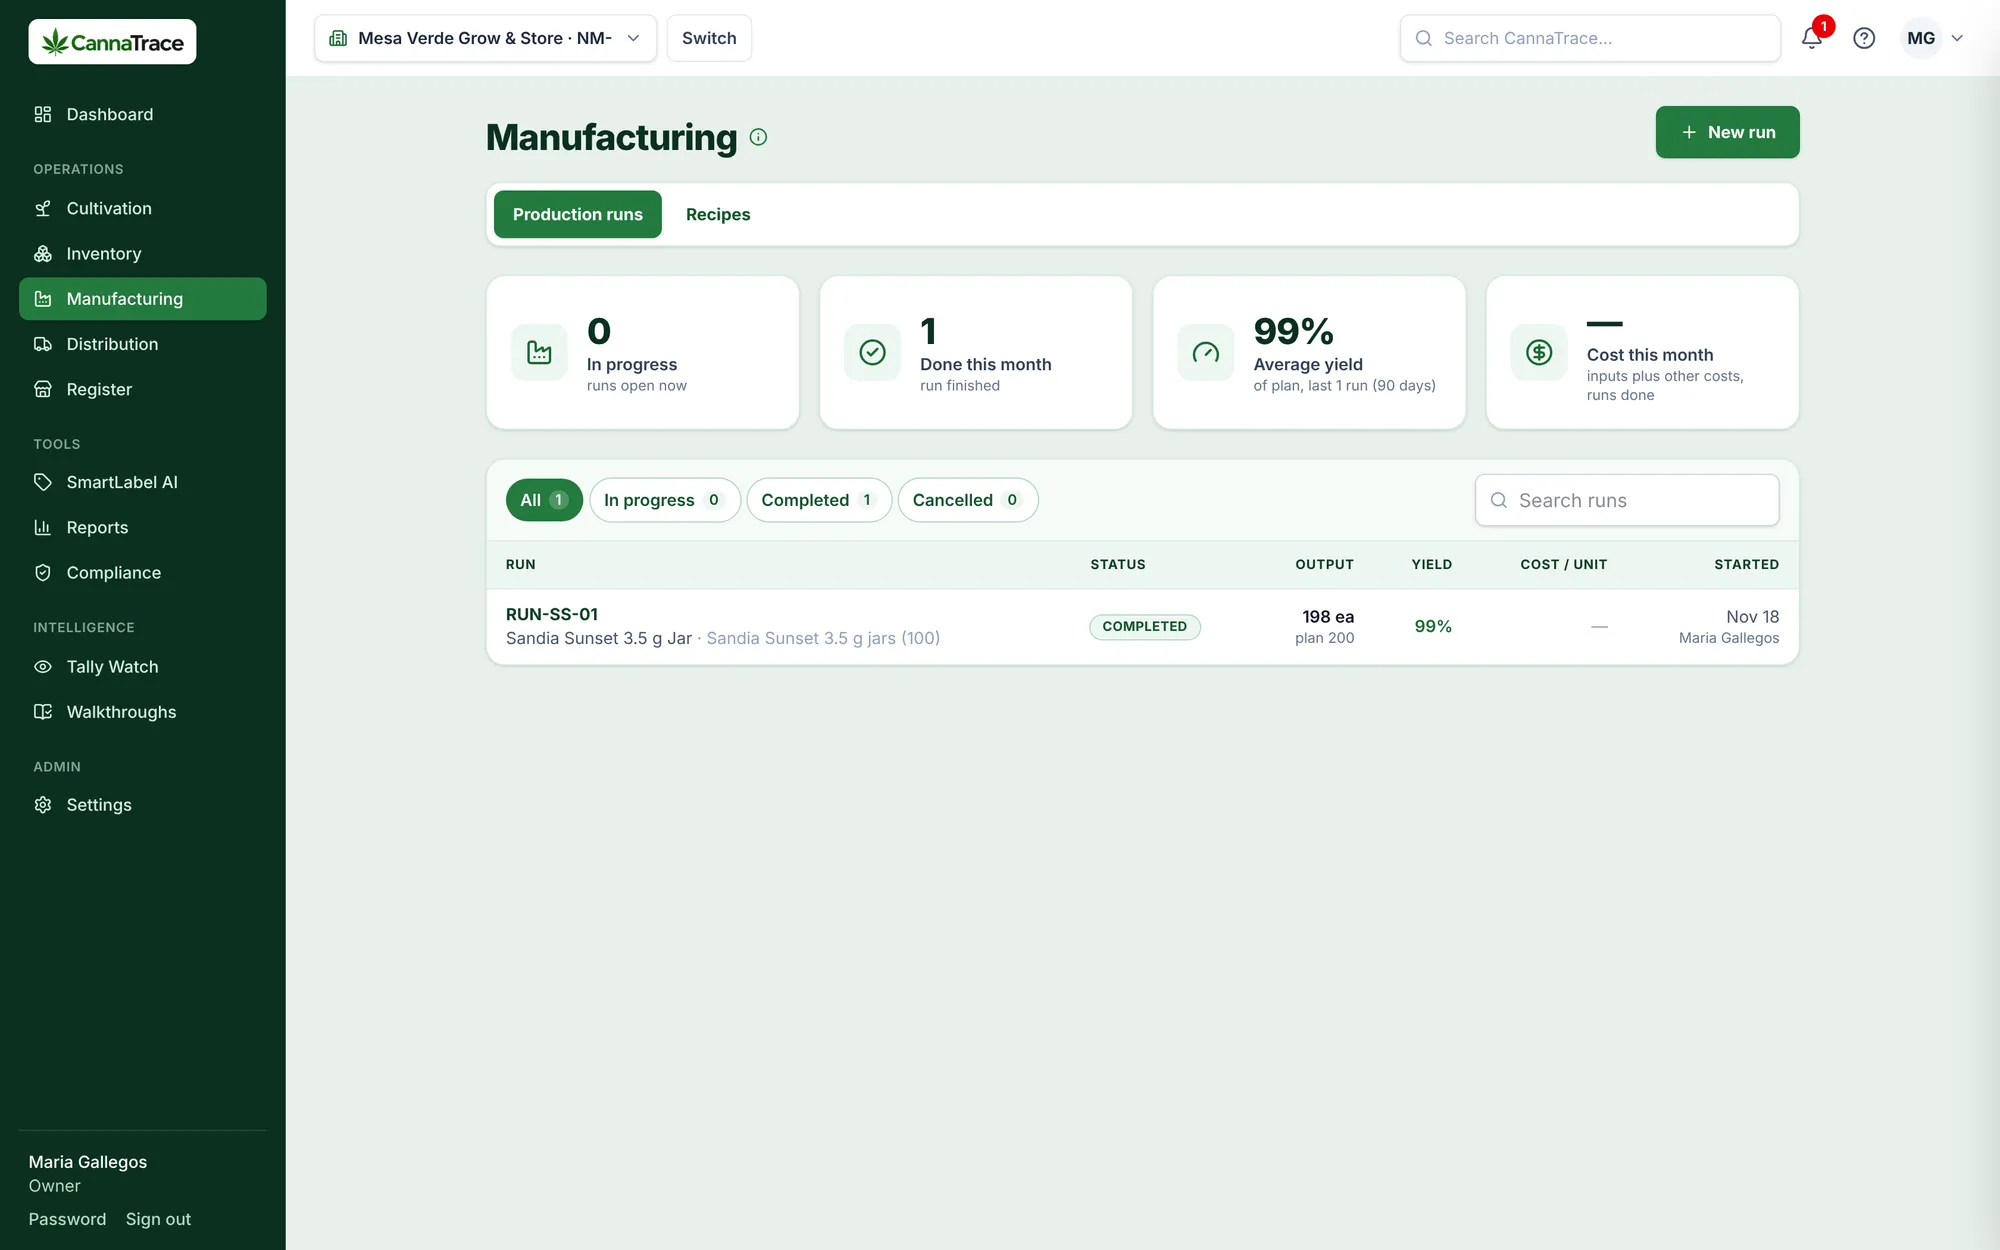 CannaTrace
Dashboard
OPERATIONS
Cultivation
Inventory
Manufacturing
Distribution
Register
TOOLS
SmartLabel AI
Reports
Compliance
INTELLIGENCE
Tally Watch
Walkthroughs
ADMIN
Settings
Maria Gallegos
Owner
Password Sign out
Mesa Verde Grow & Store · NM-
Switch
Search CannaTrace...
1
MG
Manufacturing
New run
Production runs Recipes
0
In progress
runs open now
1
Done this month
run finished
99%
Average yield
of plan, last 1 run (90 days)
—
Cost this month
inputs plus other costs,
runs done
All 1 In progress 0 Completed 1 Cancelled 0
Search runs
RUN STATUS OUTPUT YIELD COST / UNIT STARTED
RUN-SS-01
Sandia Sunset 3.5 g Jar · Sandia Sunset 3.5 g jars (100)
COMPLETED
198 ea
plan 200
99%
—
Nov 18
Maria Gallegos